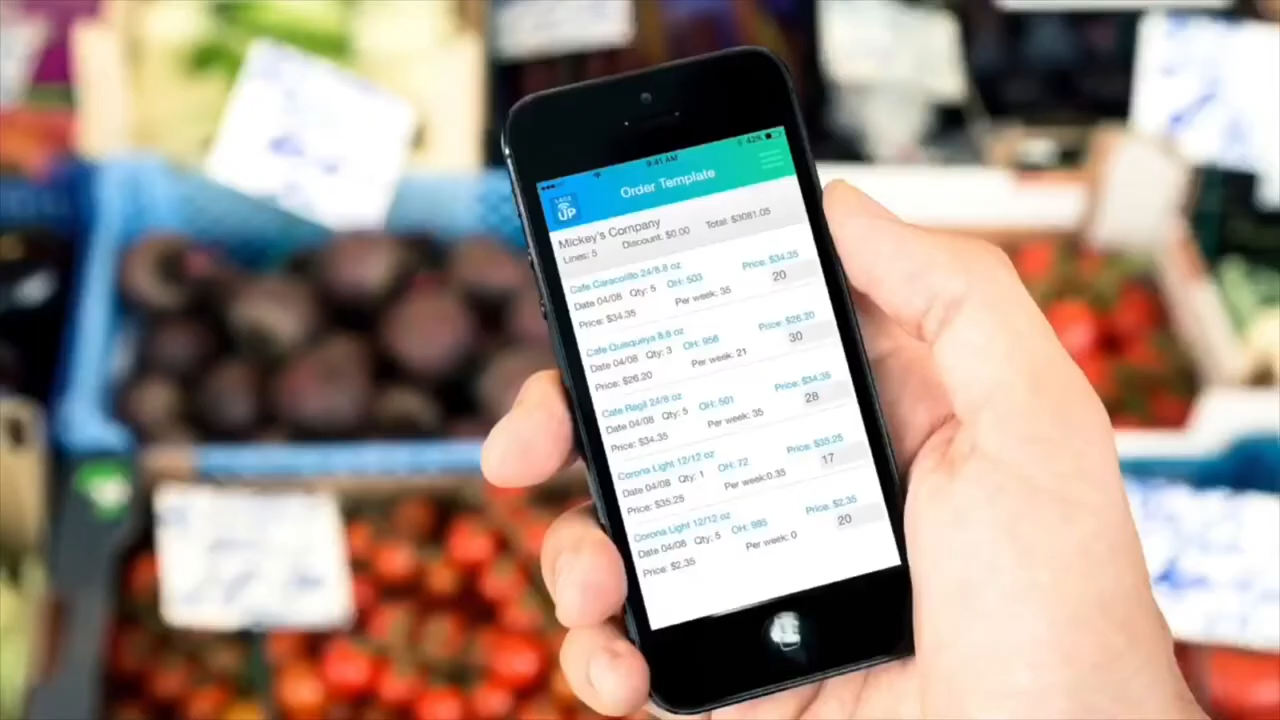 42%
9:41 AM
LACE UP
Order Template
Mickey's Company
Lines: 5 Discount: $0.00 Total: $3081.05
Cafe Caracolillo 24/8.8 oz Price: $34.35
Date 04/08 Qty: 5 OH: 503 20
Price: $34.35 Per week: 35
Cafe Quisqueya 8.8 oz Price: $26.20
Date 04/08 Qty: 3 OH: 956 30
Price: $26.20 Per week: 21
Cafe Regil 24/8 oz Price: $34.35
Date 04/08 Qty: 5 OH: 501 28
Price: $34.35 Per week: 35
Corona Light 12/12 oz Price: $35.25
Date 04/08 Qty: 1 OH: 72 17
Price: $35.25 Per week:0.35
Corona Light 12/12 oz Price: $2.35
Date 04/08 Qty: 5 OH: 995 20
Price: $2.35 Per week: 0